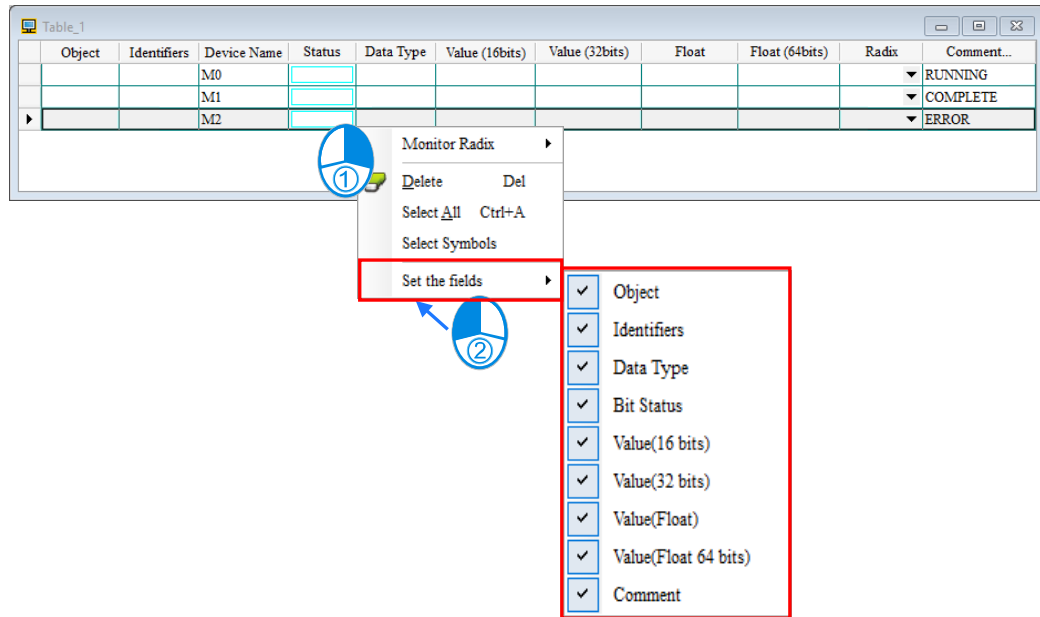 Table_1
Object Identifiers Device Name Status Data Type Value (16bits) Value (32bits) Float Float (64bits) Radix Comment...
M0 RUNNING
M1 COMPLETE
M2 ERROR
Monitor Radix
①
Delete Del
Select All Ctrl+A
Select Symbols
Set the fields
②
Object
Identifiers
Data Type
Bit Status
Value(16 bits)
Value(32 bits)
Value(Float)
Value(Float 64 bits)
Comment